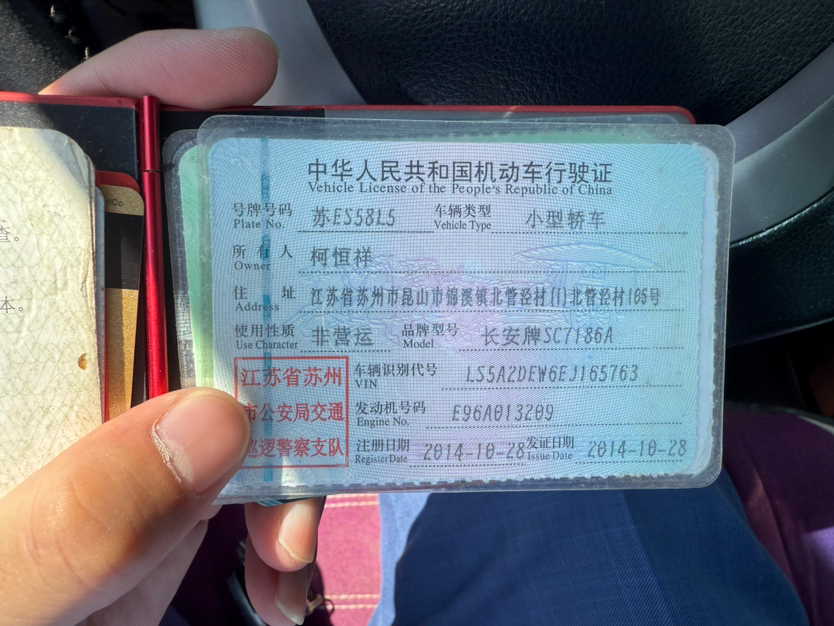 中华人民共和国机动车行驶证
Vehicle License of the People's Republic of China
号牌号码 苏ES58L5 车辆类型 小型轿车
Plate No. Vehicle Type
所有人 柯恒祥
Owner
住址 江苏省苏州市昆山市锦溪镇北管泾村(1)北管泾村165号
Address
使用性质 非营运 品牌型号 长安牌SC7186A
Use Character Model
江苏省苏州
市公安局交通
巡逻警察支队
车辆识别代号 LS5A2DEW6EJ165763
VIN
发动机号码 E96A013209
Engine No.
注册日期 2014-10-28 发证日期 2014-10-28
Register Date Issue Date
查。
本。
Co